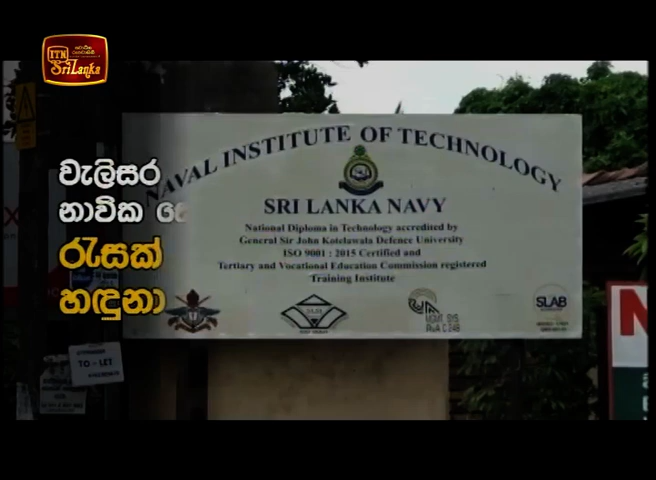 ITN
Sri Lanka
වැලිසර
නාවික
රැසක්
හඳුනා
NAVAL INSTITUTE OF TECHNOLOGY
SRI LANKA NAVY
National Diploma in Technology accredited by
General Sir John Kotelawala Defence University
ISO 9001 : 2015 Certified and
Tertiary and Vocational Education Commission registered
Training Institute
SLAB
TO - LET
N